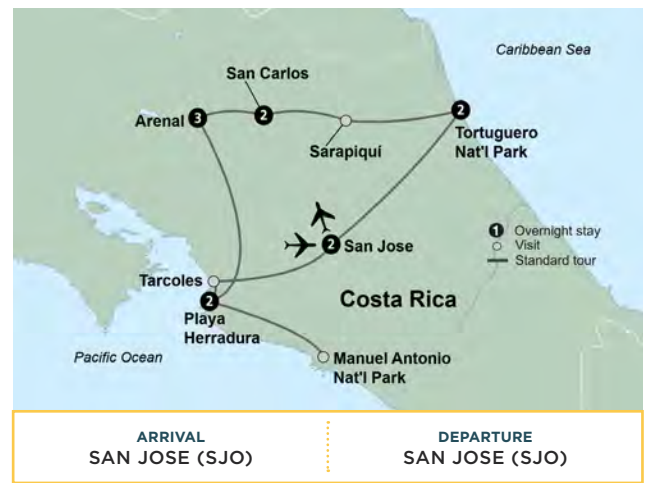 Caribbean Sea
San Carlos
2
Arenal
3
Sarapiquí
2
Tortuguero
Nat'l Park
1 Overnight stay
Visit
Standard tour
2
San Jose
Tarcoles
2
Playa
Herradura
Costa Rica
Pacific Ocean
Manuel Antonio
Nat'l Park
ARRIVAL
SAN JOSE (SJO)
DEPARTURE
SAN JOSE (SJO)